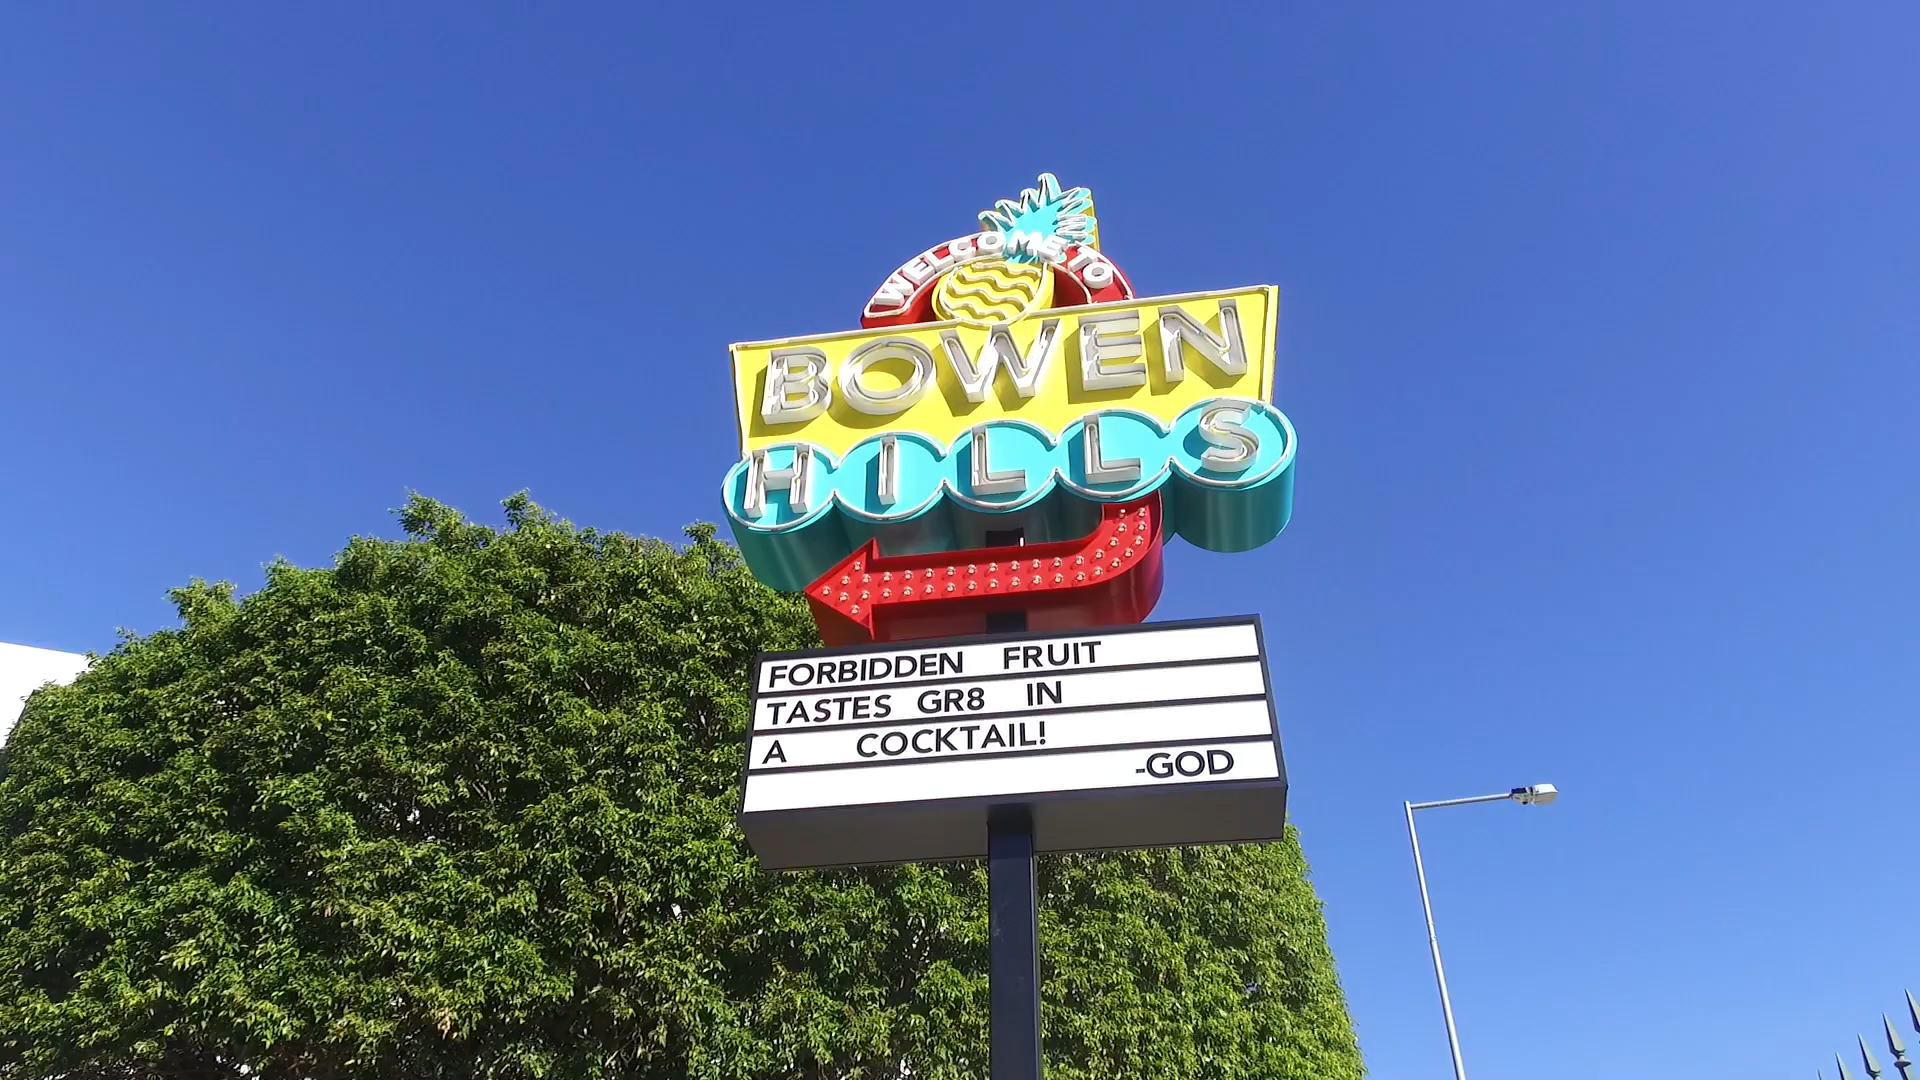 WELCOME TO
BOWEN
HILLS
FORBIDDEN FRUIT
TASTES GR8 IN
A COCKTAIL!
-GOD